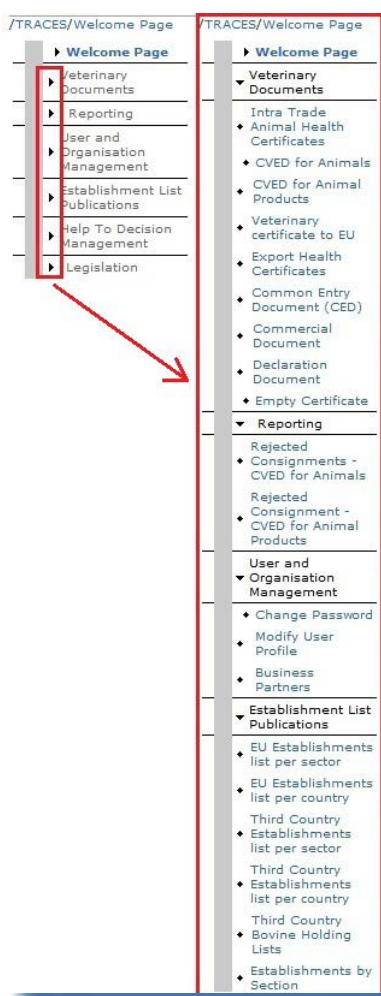 /TRACES/Welcome Page
Welcome Page
Veterinary
Documents
Reporting
User and
Organisation
Management
Establishment List
Publications
Help To Decision
Management
Legislation
/TRACES/Welcome Page
Welcome Page
Veterinary
Documents
Intra Trade
Animal Health
Certificates
CVED for Animals
CVED for Animal
Products
Veterinary
certificate to EU
Export Health
Certificates
Common Entry
Document (CED)
Commercial
Document
Declaration
Document
Empty Certificate
Reporting
Rejected
Consignments -
CVED for Animals
Rejected
Consignment -
CVED for Animal
Products
User and
Organisation
Management
Change Password
Modify User
Profile
Business
Partners
Establishment List
Publications
EU Establishments
list per sector
EU Establishments
list per country
Third Country
Establishments
list per sector
Third Country
Establishments
list per country
Third Country
Bovine Holding
Lists
Establishments by
Section